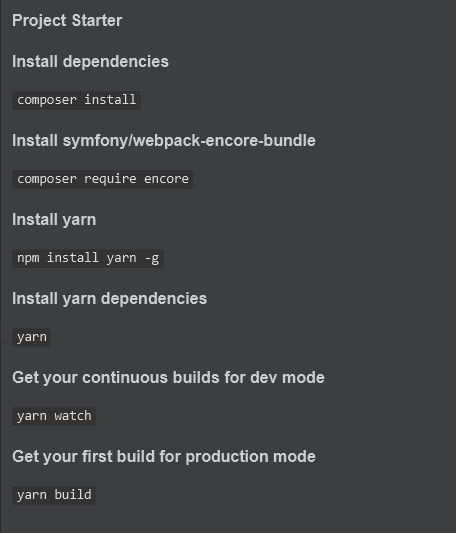 Project Starter
Install dependencies
composer install
Install symfony/webpack-encore-bundle
composer require encore
Install yarn
npm install yarn -g
Install yarn dependencies
yarn
Get your continuous builds for dev mode
yarn watch
Get your first build for production mode
yarn build